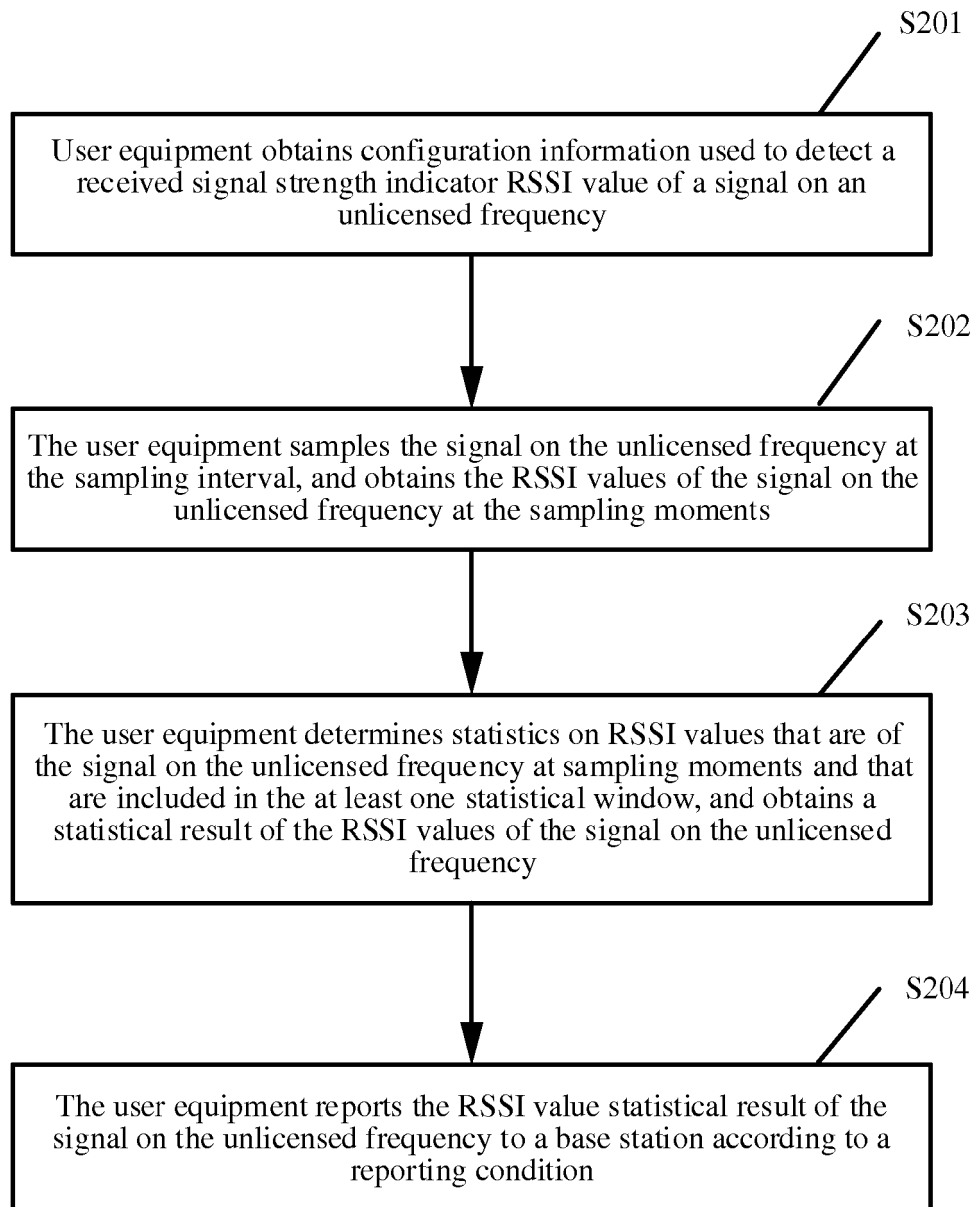 S201
User equipment obtains configuration information used to detect a
received signal strength indicator RSSI value of a signal on an
unlicensed frequency
S202
The user equipment samples the signal on the unlicensed frequency at
the sampling interval, and obtains the RSSI values of the signal on the
unlicensed frequency at the sampling moments
S203
The user equipment determines statistics on RSSI values that are of
the signal on the unlicensed frequency at sampling moments and that
are included in the at least one statistical window, and obtains a
statistical result of the RSSI values of the signal on the unlicensed
frequency
S204
The user equipment reports the RSSI value statistical result of the
signal on the unlicensed frequency to a base station according to a
reporting condition